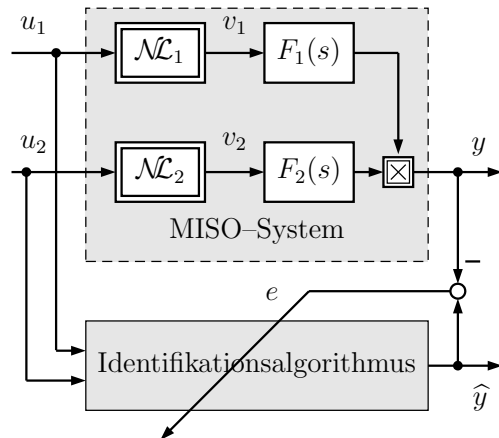 u₁ v₁
𝒩ℒ₁ F₁(s)
u₂ v₂ y
𝒩ℒ₂ F₂(s) ×
MISO–System
−
e
Identifikationsalgorithmus
ŷ